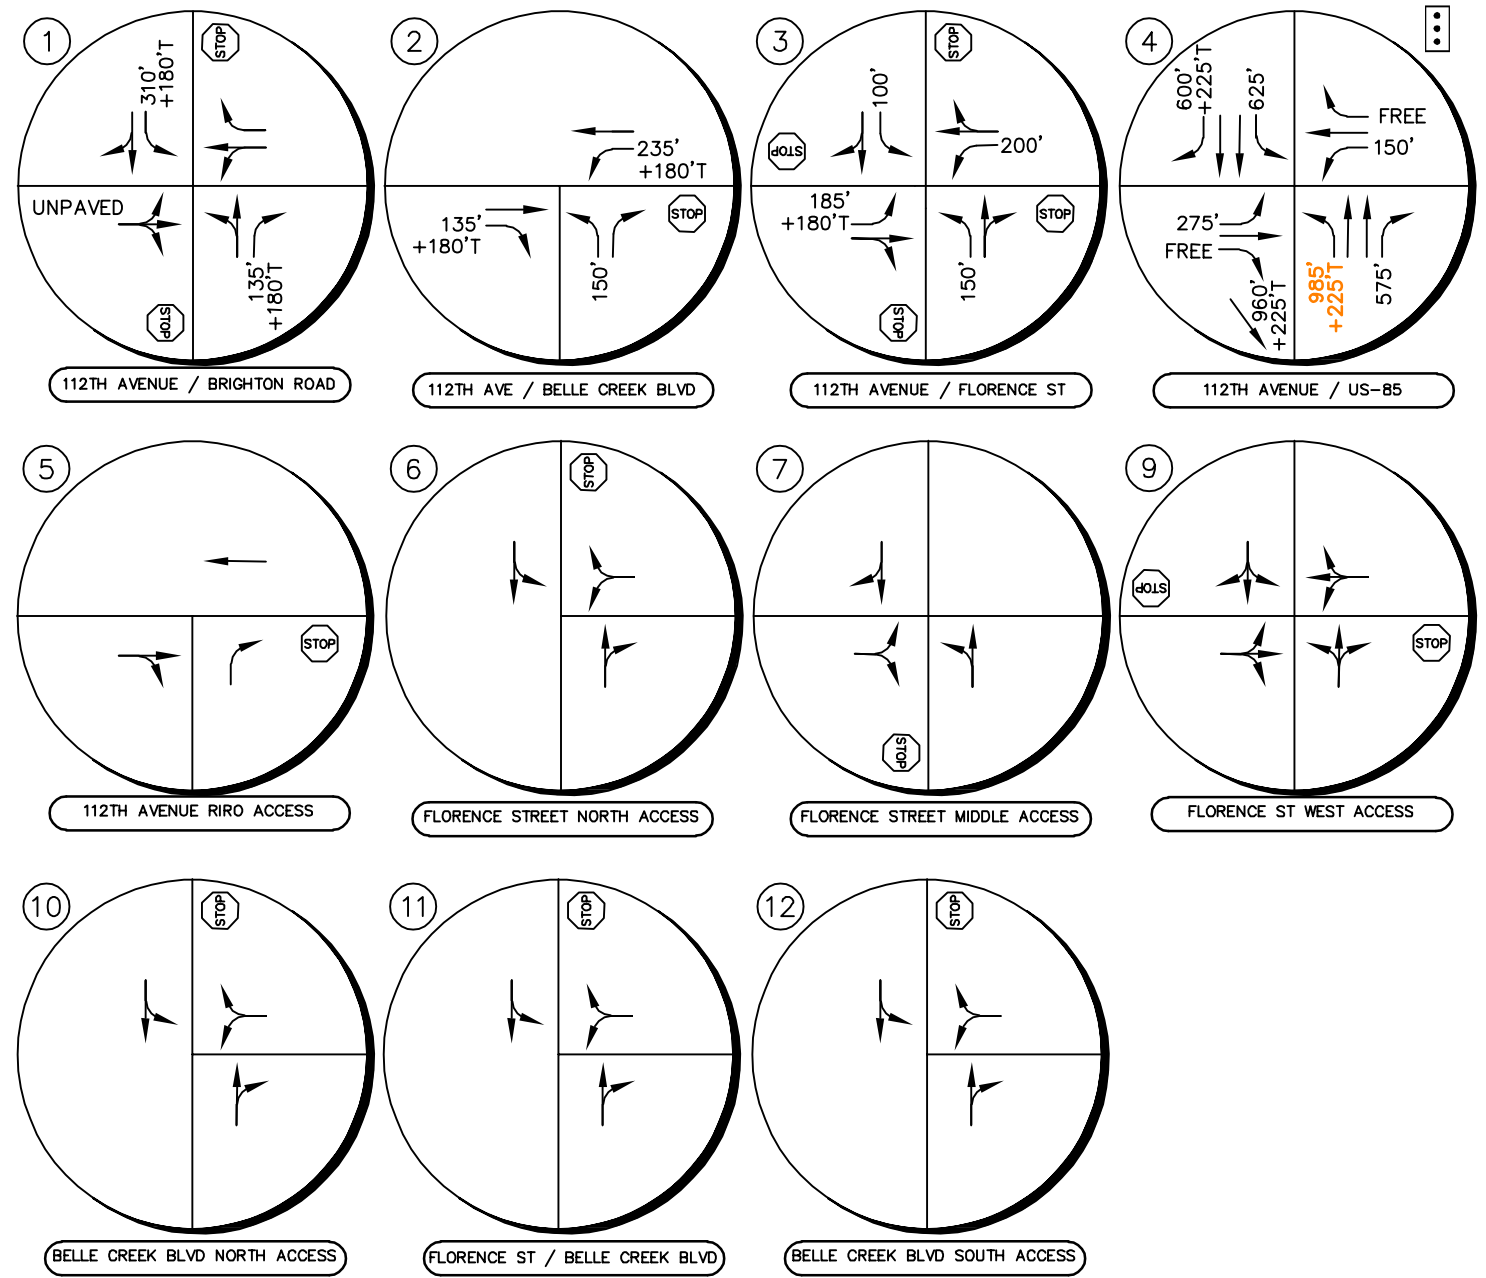 1
STOP
310'
+180'T
UNPAVED
135'
+180'T
STOP
112TH AVENUE / BRIGHTON ROAD
2
235'
+180'T
135'
+180'T
STOP
150'
112TH AVE / BELLE CREEK BLVD
3
STOP
100'
STOP
200'
185'
+180'T
STOP
150'
STOP
112TH AVENUE / FLORENCE ST
4
600'
+225'T
625'
FREE
150'
275'
FREE
960'
+225'T
985'
+225'T
575'
112TH AVENUE / US-85
5
STOP
112TH AVENUE RIRO ACCESS
6
STOP
FLORENCE STREET NORTH ACCESS
7
STOP
FLORENCE STREET MIDDLE ACCESS
9
STOP
STOP
FLORENCE ST WEST ACCESS
10
STOP
BELLE CREEK BLVD NORTH ACCESS
11
STOP
FLORENCE ST / BELLE CREEK BLVD
12
STOP
BELLE CREEK BLVD SOUTH ACCESS